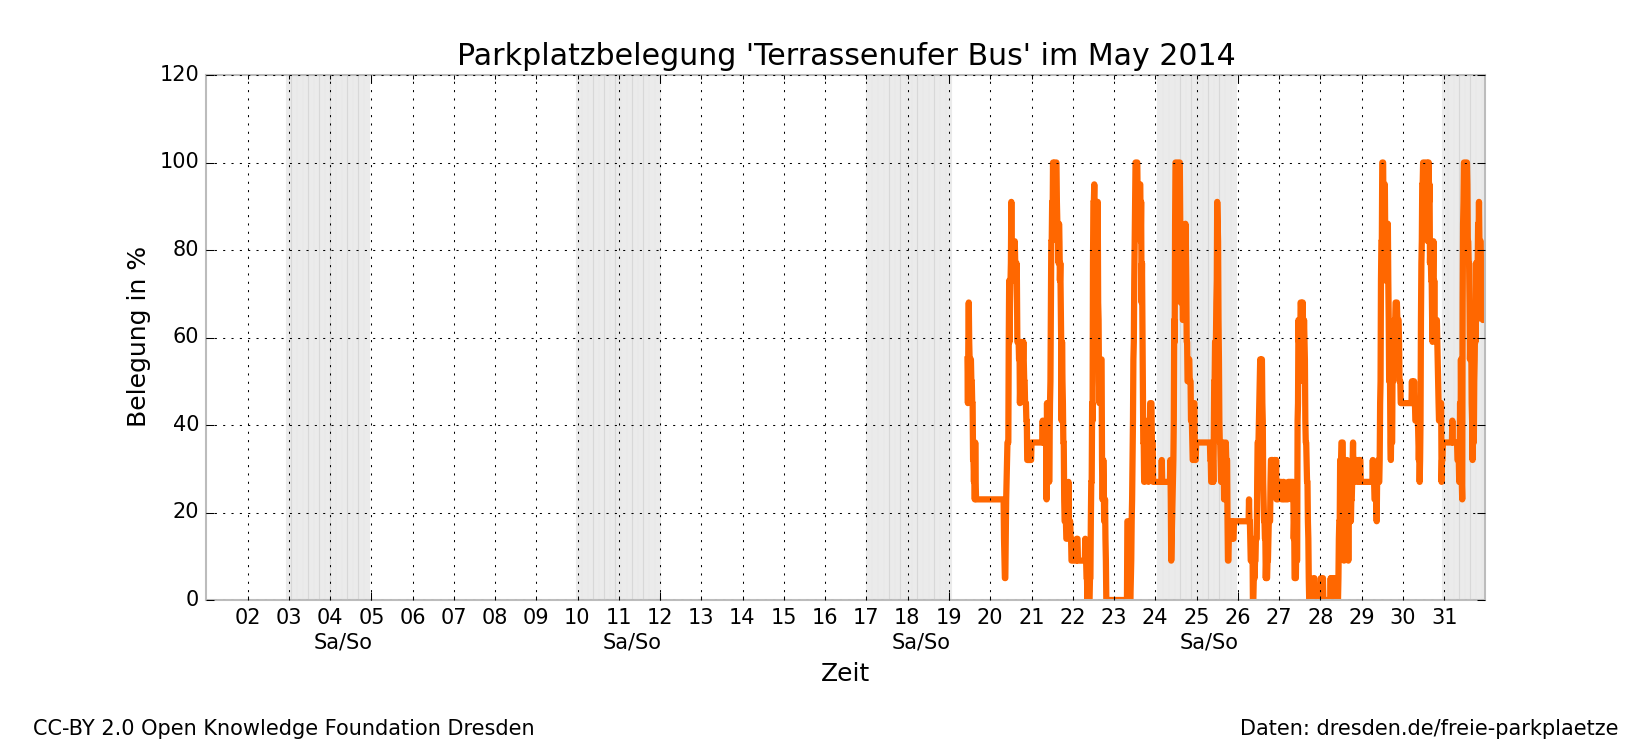 Parkplatzbelegung 'Terrassenufer Bus' im May 2014
120
100
80
60
40
20
0
Belegung in %
02 03 04 05 06 07 08 09 10 11 12 13 14 15 16 17 18 19 20 21 22 23 24 25 26 27 28 29 30 31
Sa/So Sa/So Sa/So Sa/So
Zeit
CC-BY 2.0 Open Knowledge Foundation Dresden
Daten: dresden.de/freie-parkplaetze